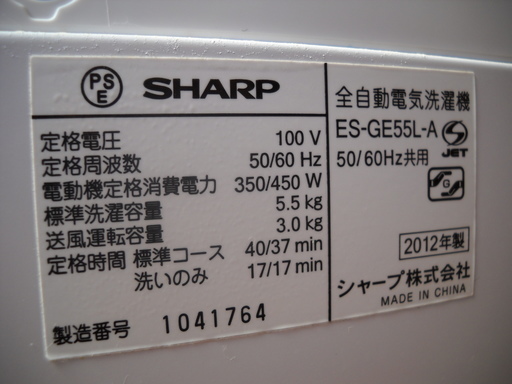 PS E SHARP
定格電圧 100 V
定格周波数 50/60 Hz
電動機定格消費電力 350/450 W
標準洗濯容量 5.5 kg
送風運転容量 3.0 kg
定格時間 標準コース 40/37 min
洗いのみ 17/17 min
製造番号 1041764
全自動電気洗濯機
ES-GE55L-A
S JET
50/60Hz共用
G
2012年製
シャープ株式会社
MADE IN CHINA